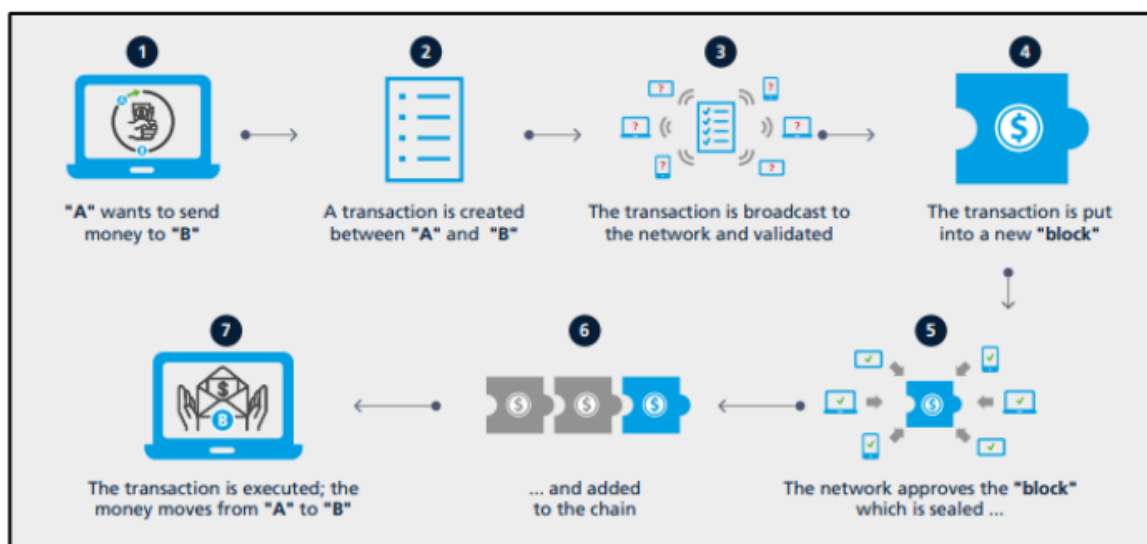 1
2
3
4
"A" wants to send
money to "B"
A transaction is created
between "A" and "B"
The transaction is broadcast to
the network and validated
The transaction is put
into a new "block"
? ? ? ? ? ?
$
7
6
5
The transaction is executed; the
money moves from "A" to "B"
... and added
to the chain
The network approves the "block"
which is sealed ...
$
B
$ $ $
$